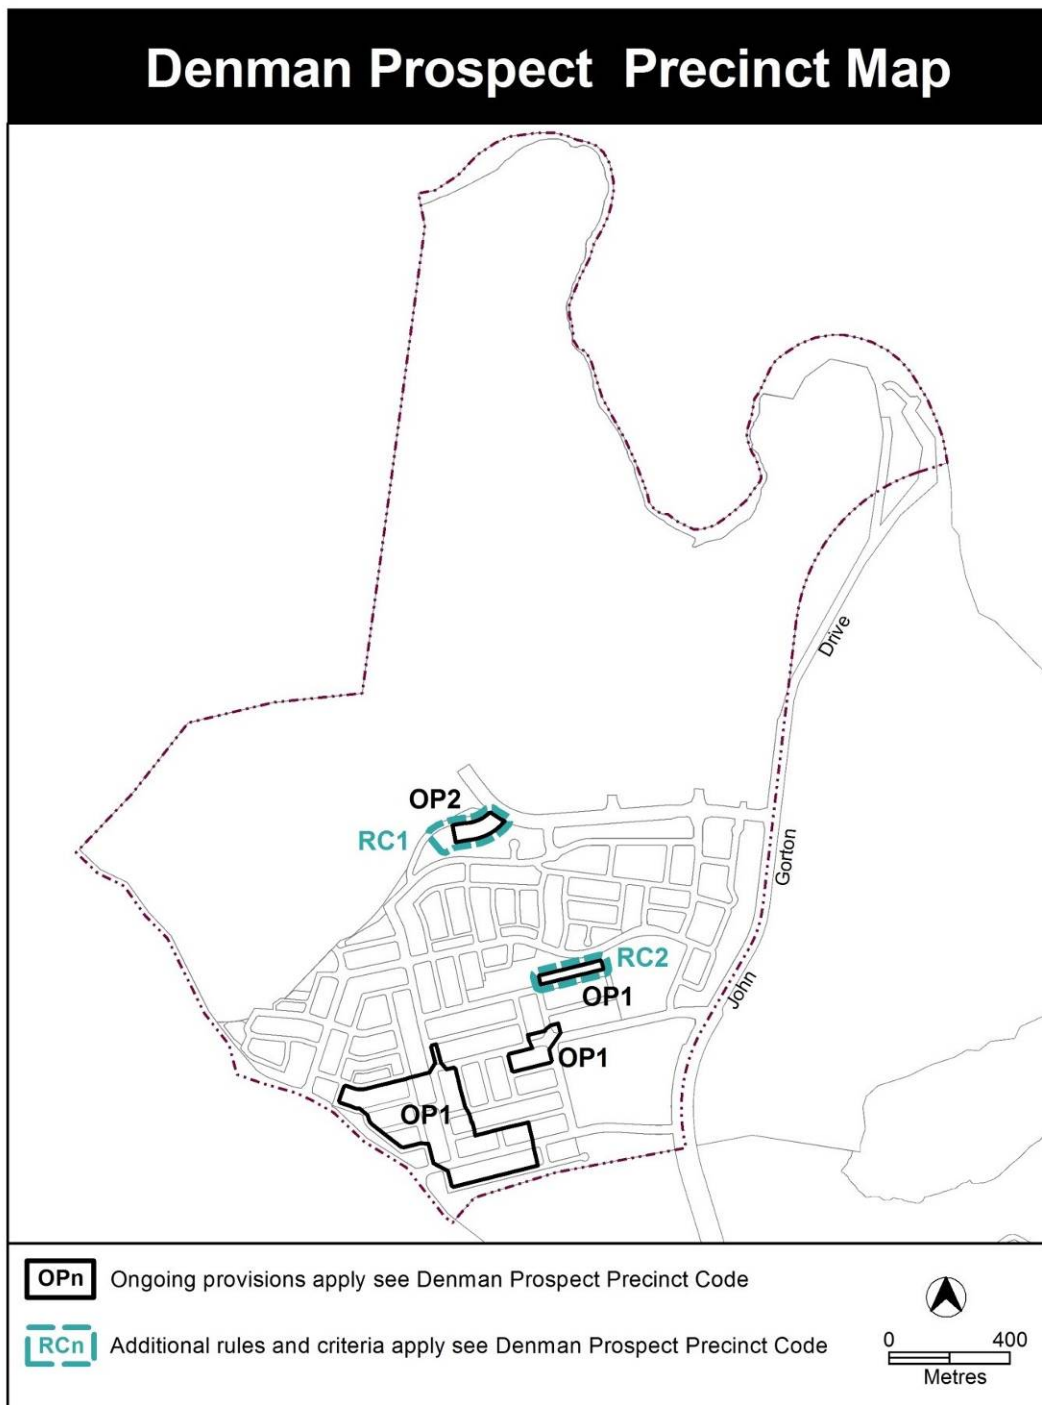 Denman Prospect Precinct Map
Drive
OP2
RC1
Gorton
RC2
OP1
John
OP1
OP1
OPn Ongoing provisions apply see Denman Prospect Precinct Code
RCn Additional rules and criteria apply see Denman Prospect Precinct Code
0 400
Metres